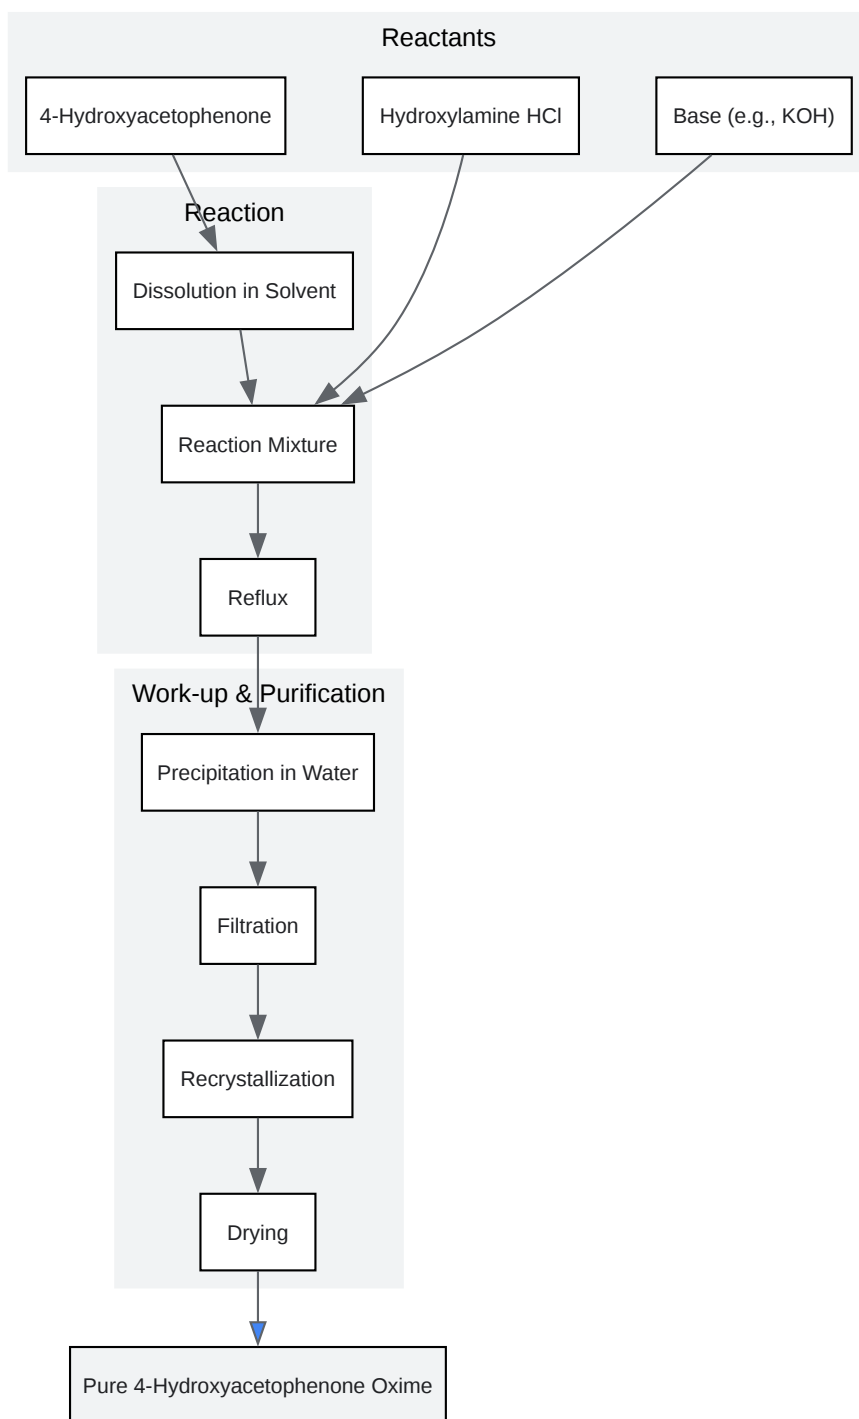 Reactants
4-Hydroxyacetophenone
Hydroxylamine HCl
Base (e.g., KOH)
Reaction
Dissolution in Solvent
Reaction Mixture
Reflux
Work-up & Purification
Precipitation in Water
Filtration
Recrystallization
Drying
Pure 4-Hydroxyacetophenone Oxime